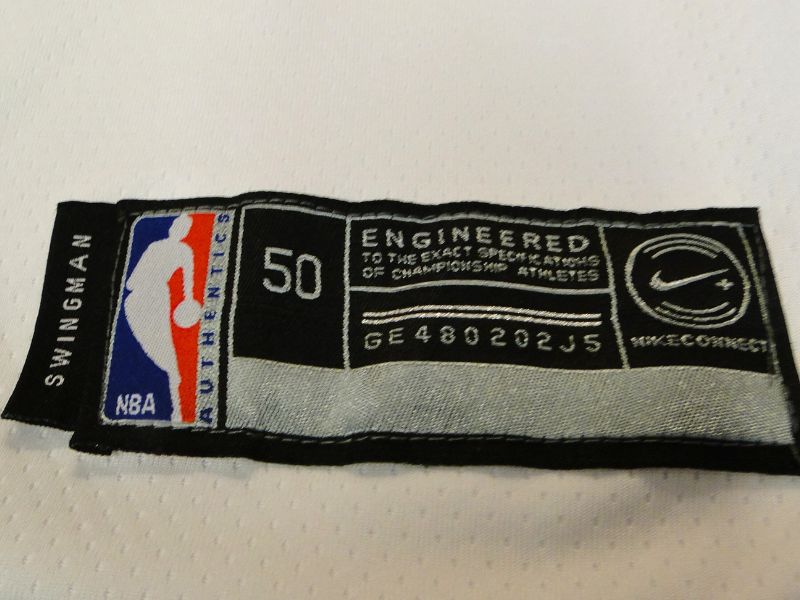 SWINGMAN
NBA
AUTHENTICS
50
ENGINEERED
TO THE EXACT SPECIFICATIONS
OF CHAMPIONSHIP ATHLETES
GE480202J5
NIKECONNECT